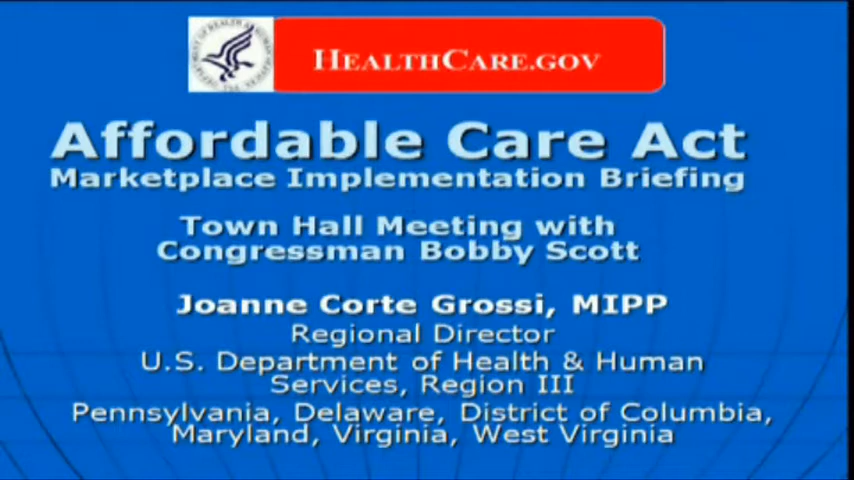 HEALTHCARE.GOV
Affordable Care Act
Marketplace Implementation Briefing
Town Hall Meeting with
Congressman Bobby Scott
Joanne Corte Grossi, MIPP
Regional Director
U.S. Department of Health & Human
Services, Region III
Pennsylvania, Delaware, District of Columbia,
Maryland, Virginia, West Virginia